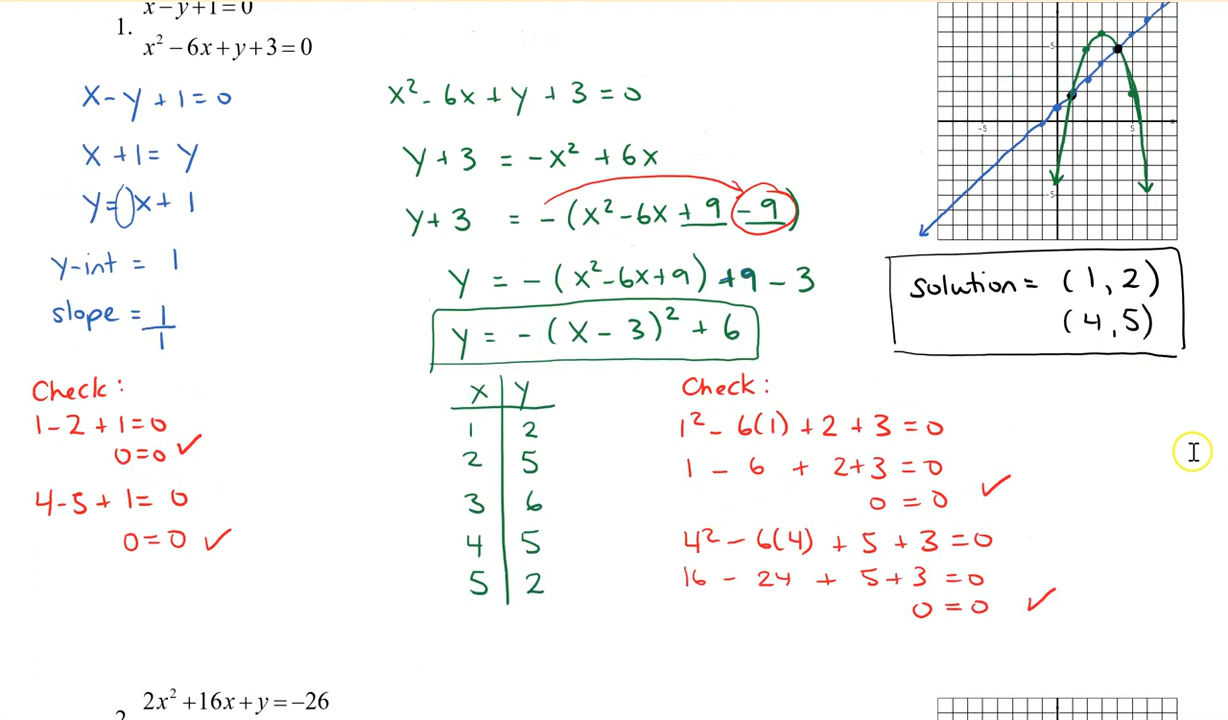 x − y + 1 = 0
1.
x² − 6x + y + 3 = 0
x - y + 1 = 0
x + 1 = y
y = ( )x + 1
y-int = 1
slope = 1/1
Check:
1 - 2 + 1 = 0
0 = 0 ✓
4 - 5 + 1 = 0
0 = 0 ✓
x² - 6x + y + 3 = 0
y + 3 = -x² + 6x
y + 3 = -(x² - 6x + 9 - 9)
y = -(x² - 6x + 9) + 9 - 3
y = -(x - 3)² + 6
x | y
1 | 2
2 | 5
3 | 6
4 | 5
5 | 2
Check:
1² - 6(1) + 2 + 3 = 0
1 - 6 + 2 + 3 = 0
0 = 0 ✓
4² - 6(4) + 5 + 3 = 0
16 - 24 + 5 + 3 = 0
0 = 0 ✓
5
-5
5
x
-5
solution = (1, 2)
(4, 5)
2x² + 16x + y = −26
2